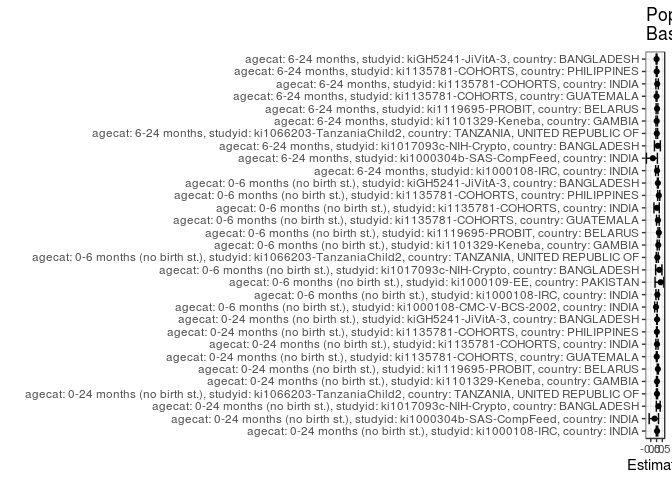 Pop
Bas
agecat: 6-24 months, studyid: kiGH5241-JiVitA-3, country: BANGLADESH
agecat: 6-24 months, studyid: ki1135781-COHORTS, country: PHILIPPINES
agecat: 6-24 months, studyid: ki1135781-COHORTS, country: INDIA
agecat: 6-24 months, studyid: ki1135781-COHORTS, country: GUATEMALA
agecat: 6-24 months, studyid: ki1119695-PROBIT, country: BELARUS
agecat: 6-24 months, studyid: ki1101329-Keneba, country: GAMBIA
agecat: 6-24 months, studyid: ki1066203-TanzaniaChild2, country: TANZANIA, UNITED REPUBLIC OF
agecat: 6-24 months, studyid: ki1017093c-NIH-Crypto, country: BANGLADESH
agecat: 6-24 months, studyid: ki1000304b-SAS-CompFeed, country: INDIA
agecat: 6-24 months, studyid: ki1000108-IRC, country: INDIA
agecat: 0-6 months (no birth st.), studyid: kiGH5241-JiVitA-3, country: BANGLADESH
agecat: 0-6 months (no birth st.), studyid: ki1135781-COHORTS, country: PHILIPPINES
agecat: 0-6 months (no birth st.), studyid: ki1135781-COHORTS, country: INDIA
agecat: 0-6 months (no birth st.), studyid: ki1135781-COHORTS, country: GUATEMALA
agecat: 0-6 months (no birth st.), studyid: ki1119695-PROBIT, country: BELARUS
agecat: 0-6 months (no birth st.), studyid: ki1101329-Keneba, country: GAMBIA
agecat: 0-6 months (no birth st.), studyid: ki1066203-TanzaniaChild2, country: TANZANIA, UNITED REPUBLIC OF
agecat: 0-6 months (no birth st.), studyid: ki1017093c-NIH-Crypto, country: BANGLADESH
agecat: 0-6 months (no birth st.), studyid: ki1000109-EE, country: PAKISTAN
agecat: 0-6 months (no birth st.), studyid: ki1000108-IRC, country: INDIA
agecat: 0-6 months (no birth st.), studyid: ki1000108-CMC-V-BCS-2002, country: INDIA
agecat: 0-24 months (no birth st.), studyid: kiGH5241-JiVitA-3, country: BANGLADESH
agecat: 0-24 months (no birth st.), studyid: ki1135781-COHORTS, country: PHILIPPINES
agecat: 0-24 months (no birth st.), studyid: ki1135781-COHORTS, country: INDIA
agecat: 0-24 months (no birth st.), studyid: ki1135781-COHORTS, country: GUATEMALA
agecat: 0-24 months (no birth st.), studyid: ki1119695-PROBIT, country: BELARUS
agecat: 0-24 months (no birth st.), studyid: ki1101329-Keneba, country: GAMBIA
agecat: 0-24 months (no birth st.), studyid: ki1066203-TanzaniaChild2, country: TANZANIA, UNITED REPUBLIC OF
agecat: 0-24 months (no birth st.), studyid: ki1017093c-NIH-Crypto, country: BANGLADESH
agecat: 0-24 months (no birth st.), studyid: ki1000304b-SAS-CompFeed, country: INDIA
agecat: 0-24 months (no birth st.), studyid: ki1000108-IRC, country: INDIA
Estima